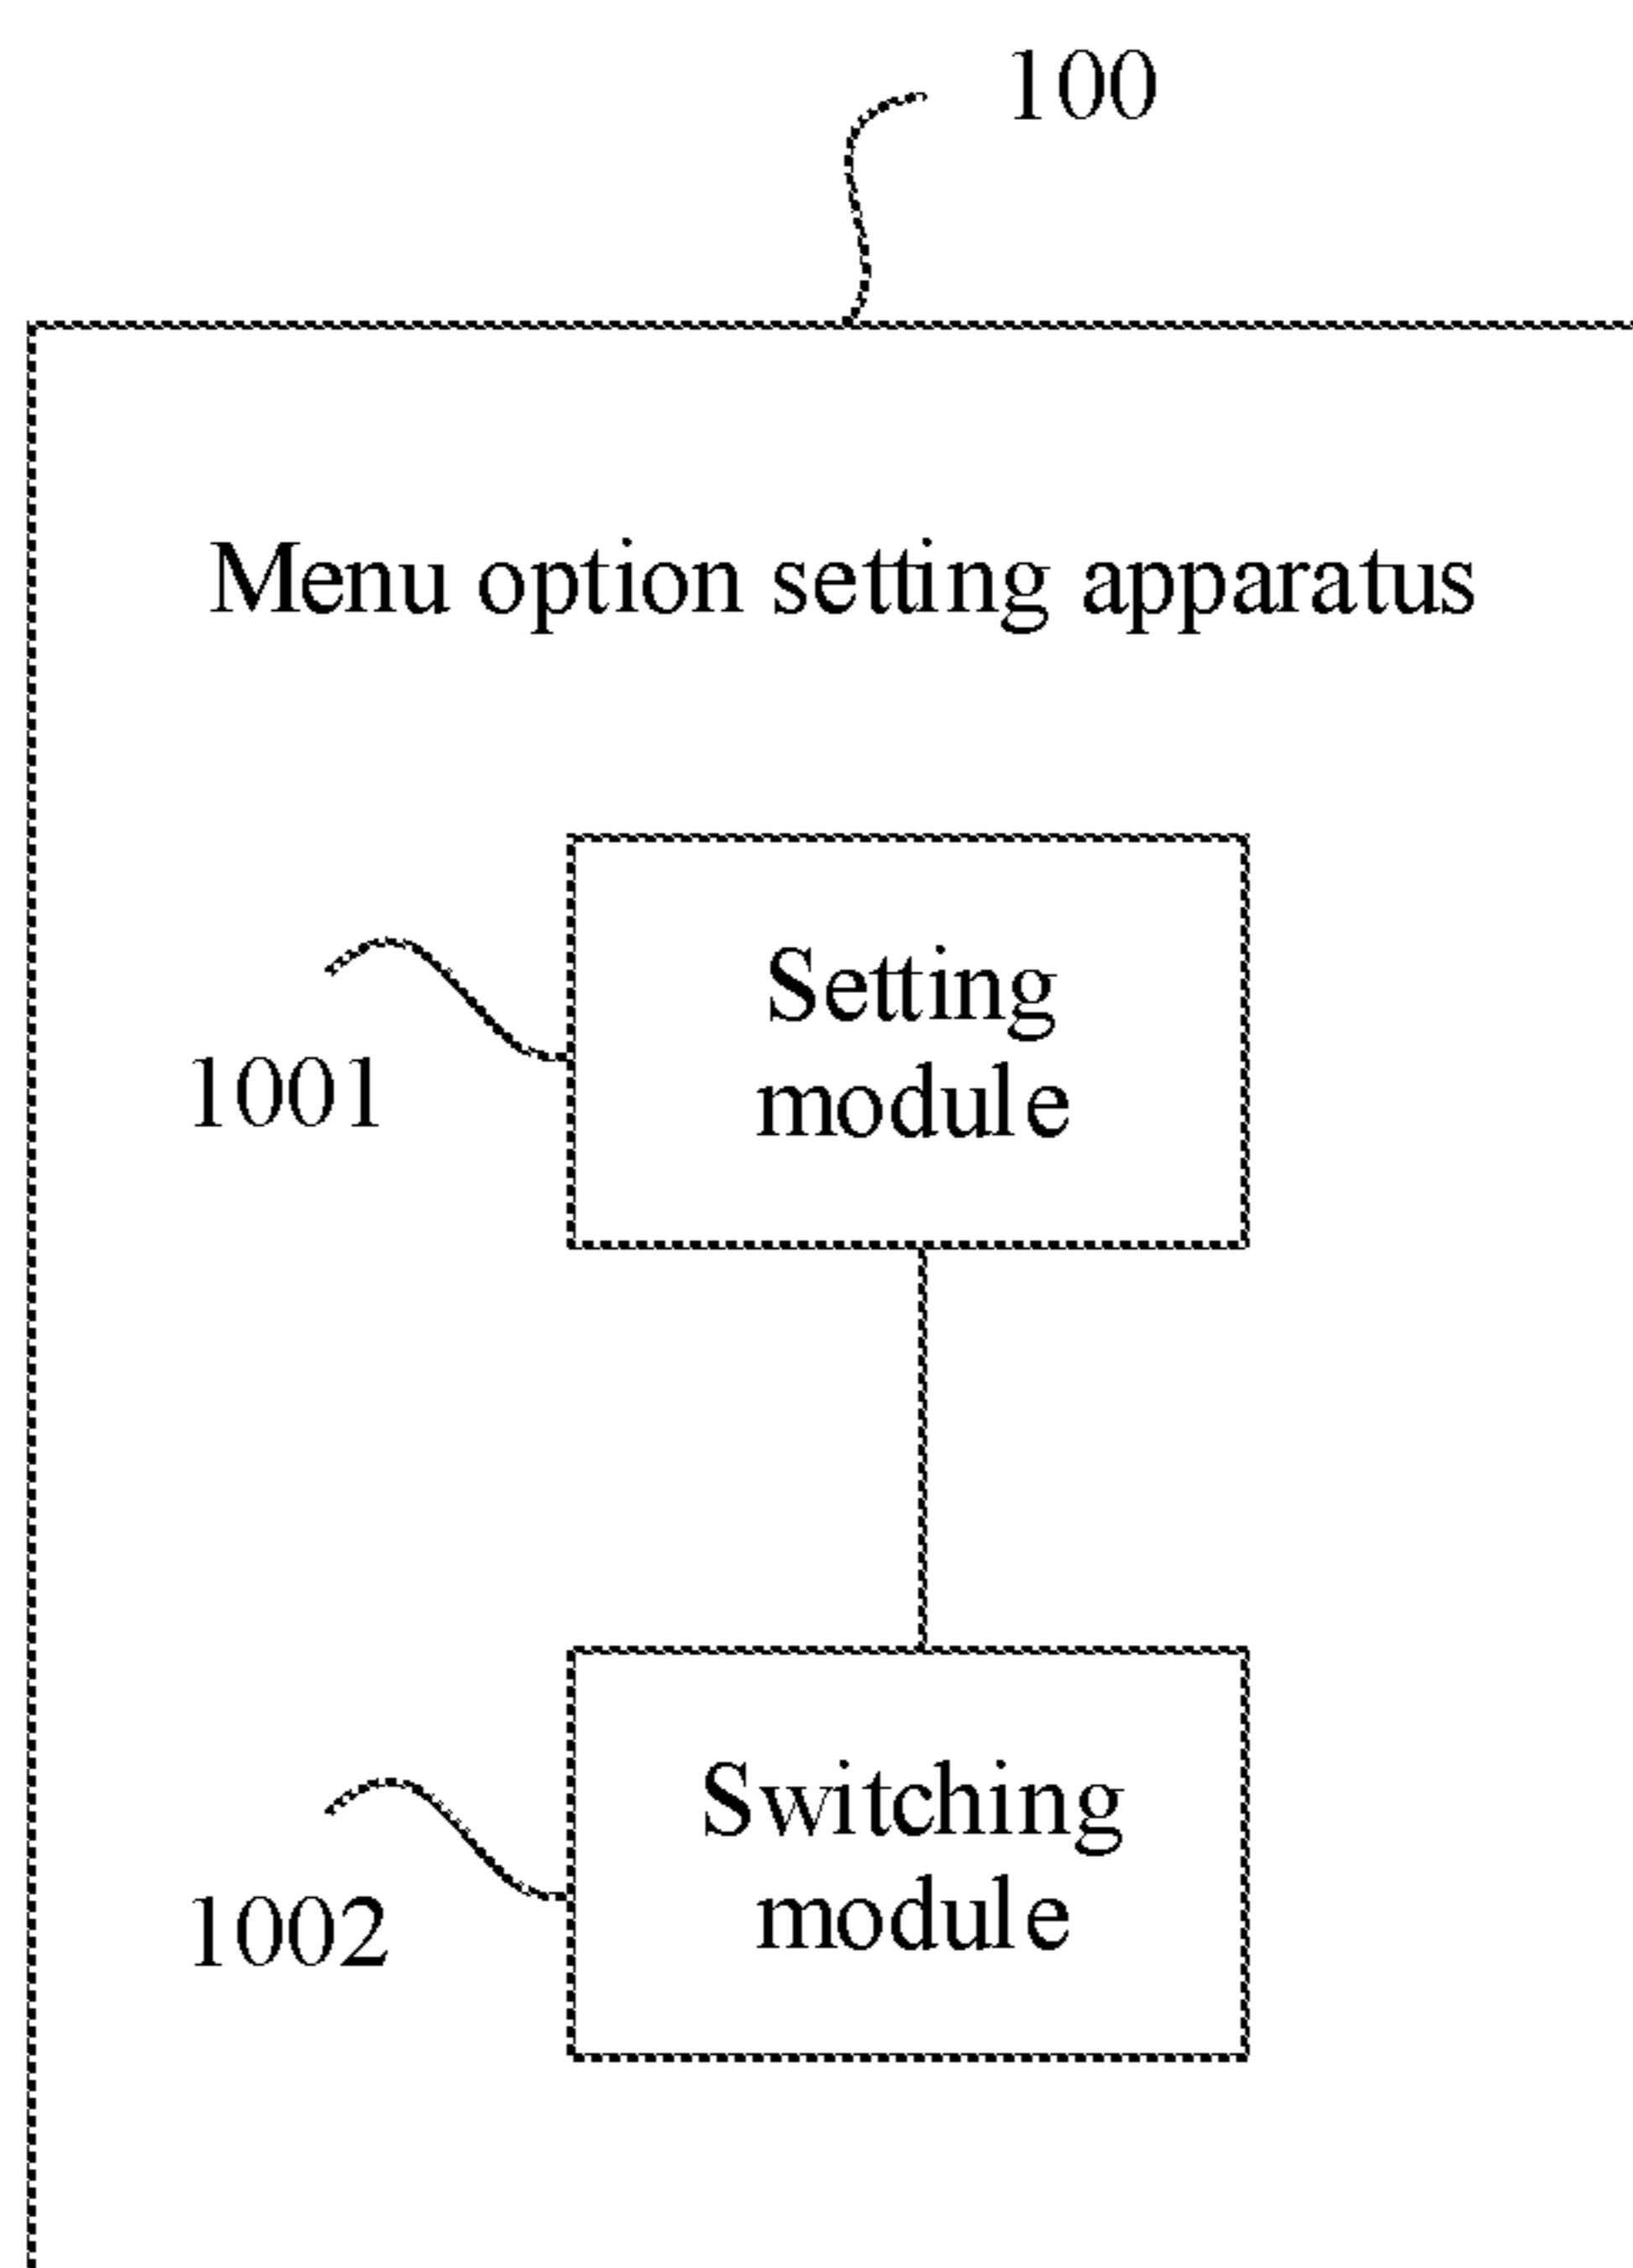 100
Menu option setting apparatus
Setting
module
1001
Switching
module
1002